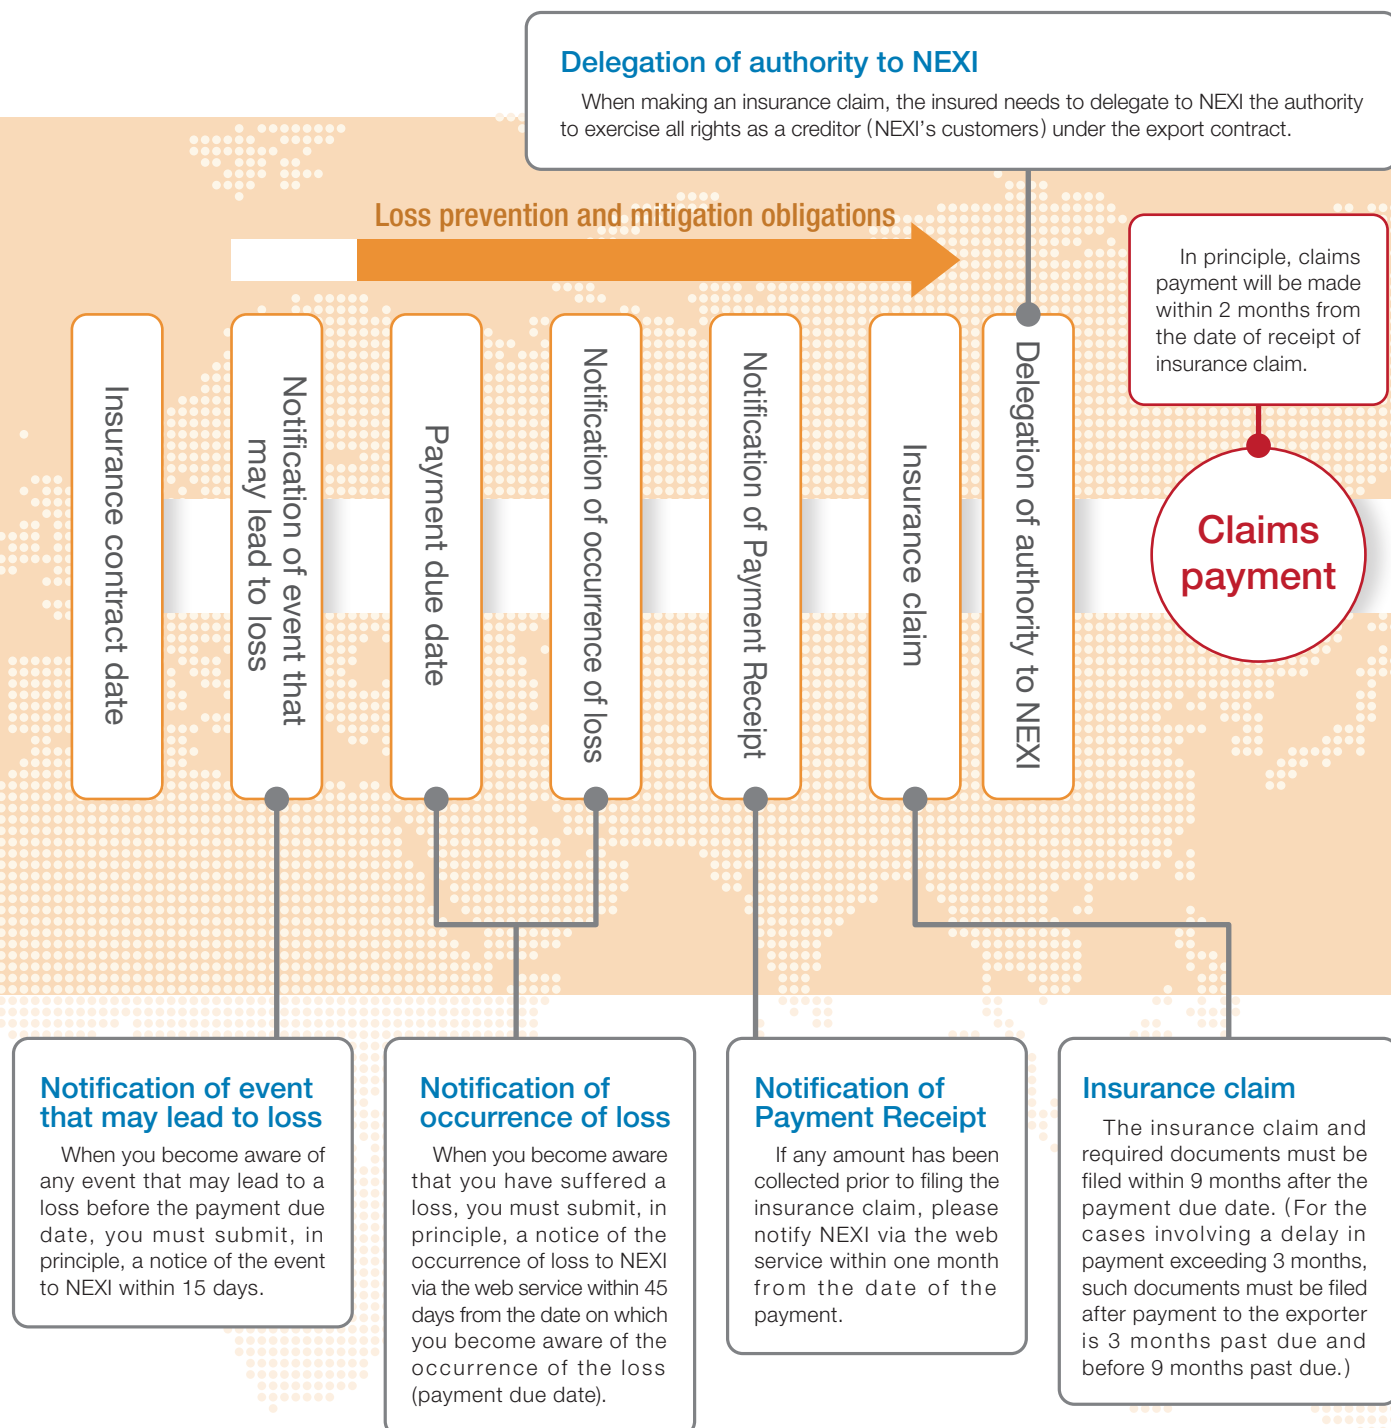 Delegation of authority to NEXI
When making an insurance claim, the insured needs to delegate to NEXI the authority
to exercise all rights as a creditor (NEXI's customers) under the export contract.
Loss prevention and mitigation obligations
In principle, claims
payment will be made
within 2 months from
the date of receipt of
insurance claim.
Insurance contract date
Notification of event that
may lead to loss
Payment due date
Notification of occurrence of loss
Notification of Payment Receipt
Insurance claim
Delegation of authority to NEXI
Claims
payment
Notification of event
that may lead to loss
When you become aware of
any event that may lead to a
loss before the payment due
date, you must submit, in
principle, a notice of the event
to NEXI within 15 days.
Notification of
occurrence of loss
When you become aware
that you have suffered a
loss, you must submit, in
principle, a notice of the
occurrence of loss to NEXI
via the web service within 45
days from the date on which
you become aware of the
occurrence of the loss
(payment due date).
Notification of
Payment Receipt
If any amount has been
collected prior to filing the
insurance claim, please
notify NEXI via the web
service within one month
from the date of the
payment.
Insurance claim
The insurance claim and
required documents must be
filed within 9 months after the
payment due date. (For the
cases involving a delay in
payment exceeding 3 months,
such documents must be filed
after payment to the exporter
is 3 months past due and
before 9 months past due.)